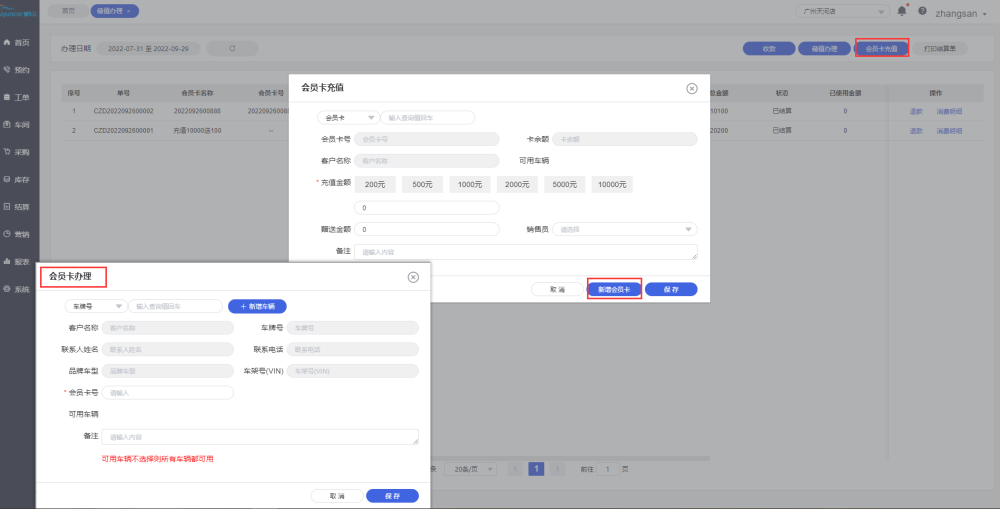 首页
储值办理
广州天河店
zhangsan
首页
预约
工单
车间
采购
库存
结算
营销
报表
系统
办理日期 2022-07-31 至 2022-09-29
收款 储值办理 会员卡充值 打印结算单
序号 单号 会员卡名称 会员卡号 总金额 状态 已使用金额 操作
1 CZD2022092600002 2022092600888 10100 已结算 0 退款 消费明细
2 CZD2022092600001 充值10000送100 -- 20200 已结算 0 退款 消费明细
会员卡充值
会员卡 输入查询值回车
会员卡号 会员卡号 卡余额 卡余额
客户名称 客户名称 可用车辆
* 充值金额 200元 500元 1000元 2000元 5000元 10000元
0
赠送金额 0 销售员 请选择
备注 请输入内容
取 消 新增会员卡 保 存
会员卡办理
车牌号 输入查询值回车 + 新增车辆
客户名称 客户名称 车牌号 车牌号
联系人姓名 联系人姓名 联系电话 联系电话
品牌车型 品牌车型 车架号(VIN) 车架号(VIN)
* 会员卡号 请输入
可用车辆
备注 请输入内容
可用车辆不选择则所有车辆都可用
取 消 保 存
条 20条/页 1 前往 1 页